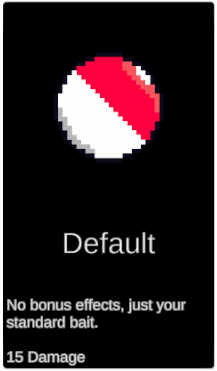 Default
No bonus effects, just your
standard bait.
15 Damage